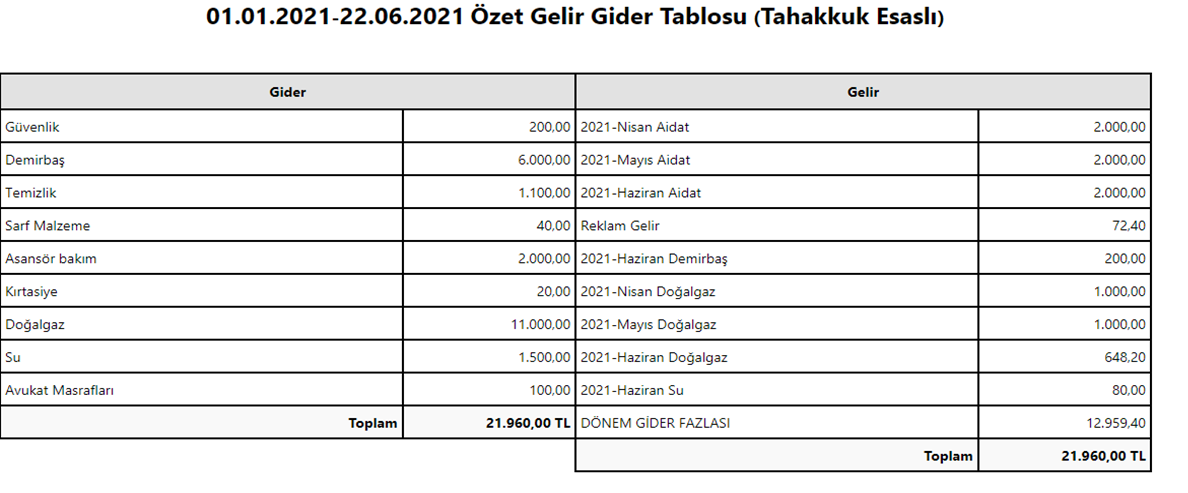 01.01.2021-22.06.2021 Özet Gelir Gider Tablosu (Tahakkuk Esaslı)
Gider Gelir
Güvenlik 200,00 2021-Nisan Aidat 2.000,00
Demirbaş 6.000,00 2021-Mayıs Aidat 2.000,00
Temizlik 1.100,00 2021-Haziran Aidat 2.000,00
Sarf Malzeme 40,00 Reklam Gelir 72,40
Asansör bakım 2.000,00 2021-Haziran Demirbaş 200,00
Kırtasiye 20,00 2021-Nisan Doğalgaz 1.000,00
Doğalgaz 11.000,00 2021-Mayıs Doğalgaz 1.000,00
Su 1.500,00 2021-Haziran Doğalgaz 648,20
Avukat Masrafları 100,00 2021-Haziran Su 80,00
Toplam 21.960,00 TL DÖNEM GİDER FAZLASI 12.959,40
Toplam 21.960,00 TL